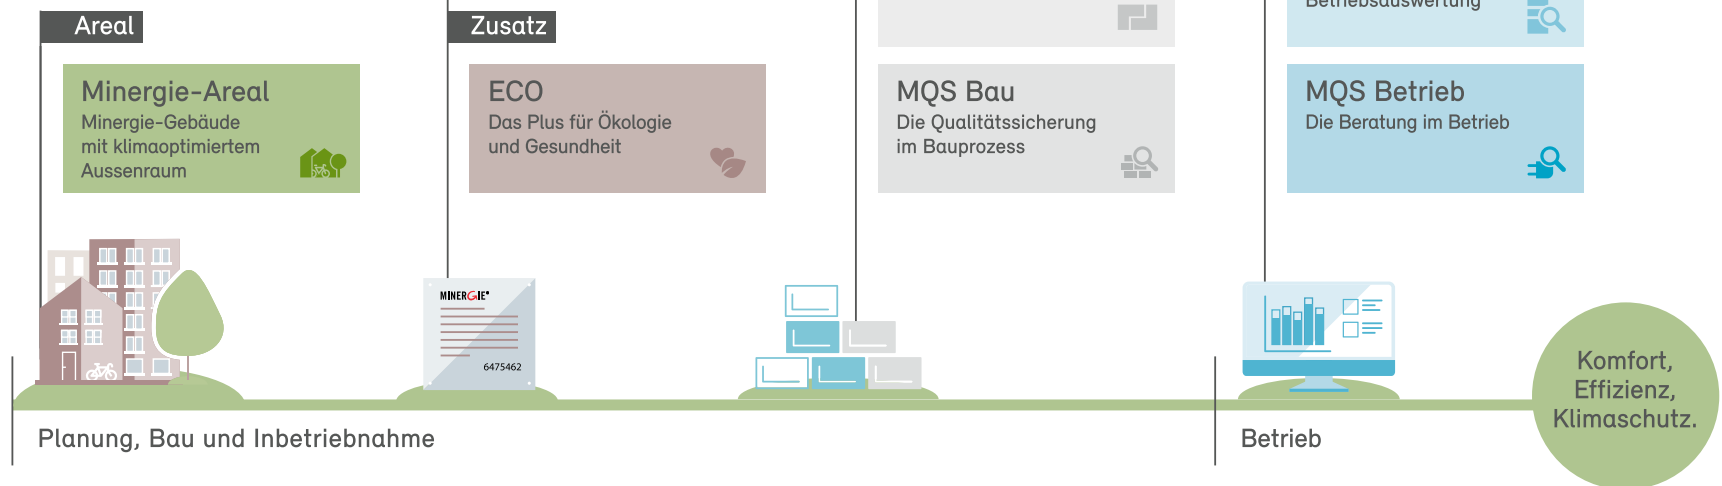 Areal
Minergie-Areal
Minergie-Gebäude
mit klimaoptimiertem
Aussenraum
Zusatz
ECO
Das Plus für Ökologie
und Gesundheit
MQS Bau
Die Qualitätssicherung
im Bauprozess
Betriebsauswertung
MQS Betrieb
Die Beratung im Betrieb
MINERGIE®
6475462
Planung, Bau und Inbetriebnahme
Betrieb
Komfort,
Effizienz,
Klimaschutz.